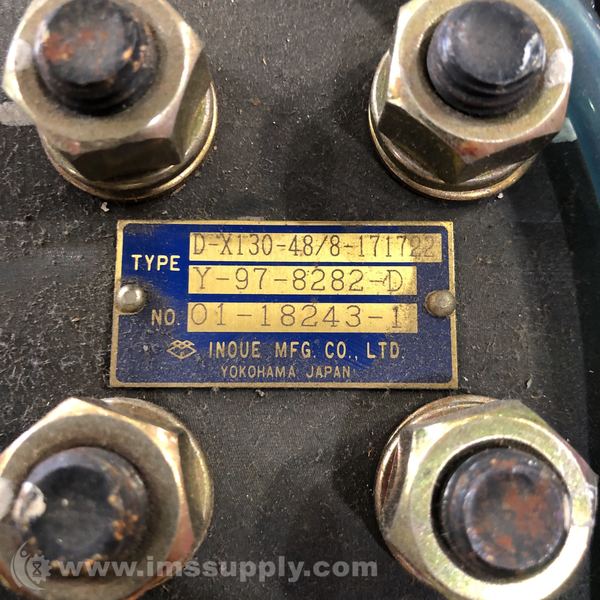 TYPE D-X130-48/8-171722
Y-97-8282-D
NO. 01-18243-1
INOUE MFG. CO., LTD.
YOKOHAMA JAPAN
www.imssupply.com